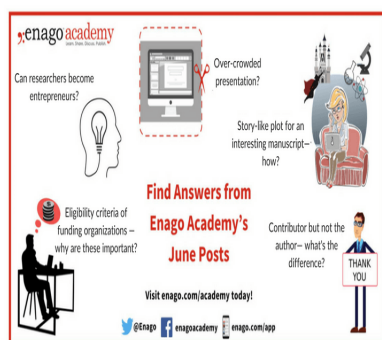 enago academy
Learn. Share. Discuss. Publish.
Can researchers become
entrepreneurs?
Over-crowded
presentation?
Story-like plot for an
interesting manuscript—
how?
Find Answers from
Enago Academy's
June Posts
Eligibility criteria of
funding organizations —
why are these important?
Contributor but not the
author— what's the
difference?
THANK
YOU
Visit enago.com/academy today!
@Enago enagoacademy enago.com/app